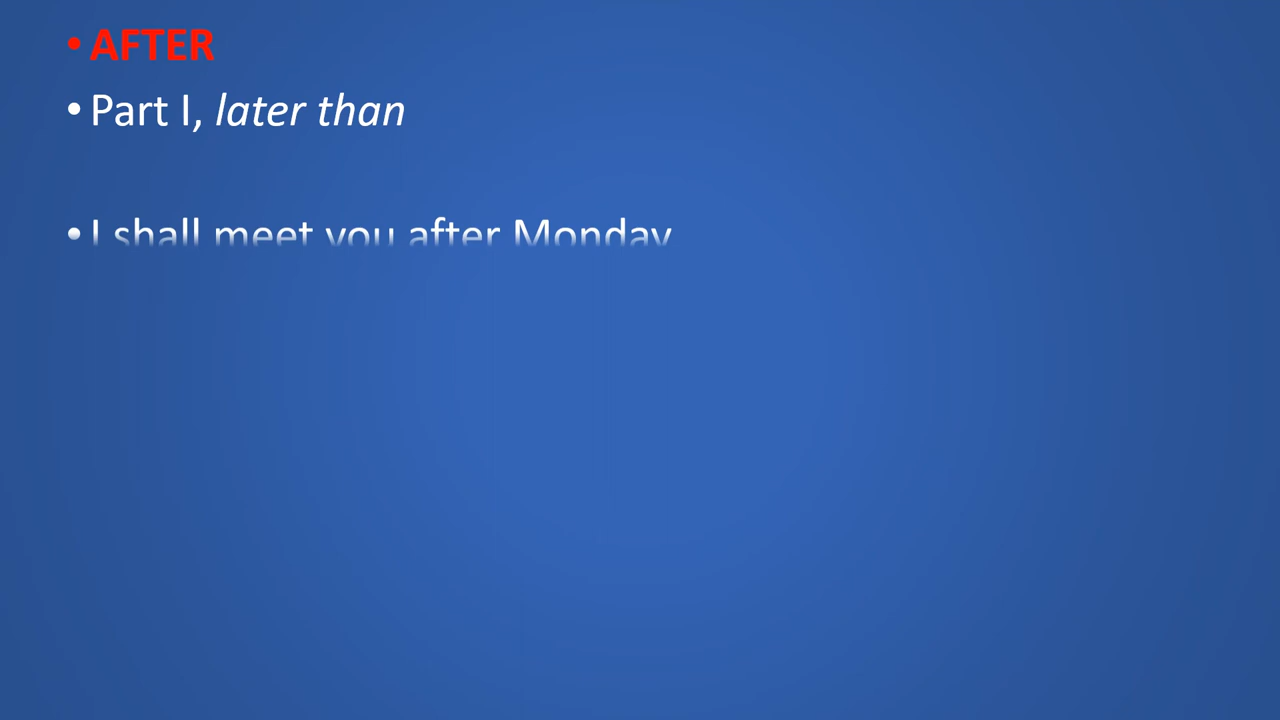 • AFTER
• Part I, later than
• I shall meet you after Monday